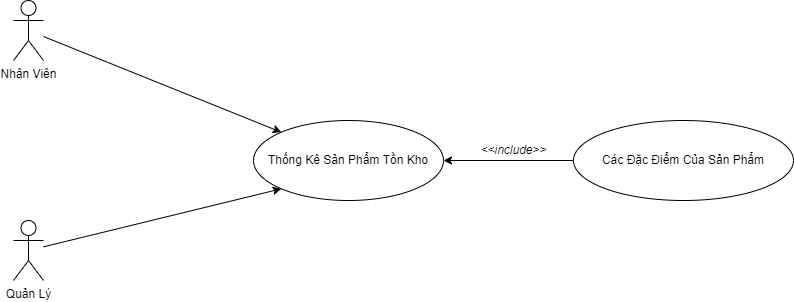 Nhân Viên
Thống Kê Sản Phẩm Tồn Kho
<<include>>
Các Đặc Điểm Của Sản Phẩm
Quản Lý